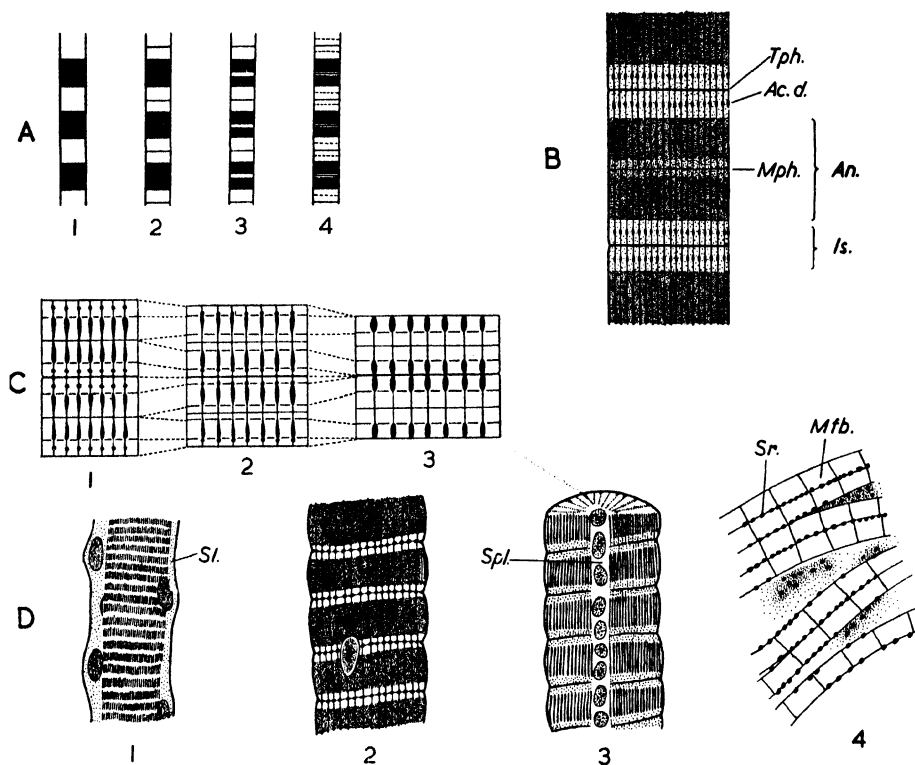 A
1 2 3 4
B
Tph.
Ac.d.
Mph.
An.
Is.
C
1 2 3
D
Sl.
Spl.
Sr.
Mfb.
1 2 3 4